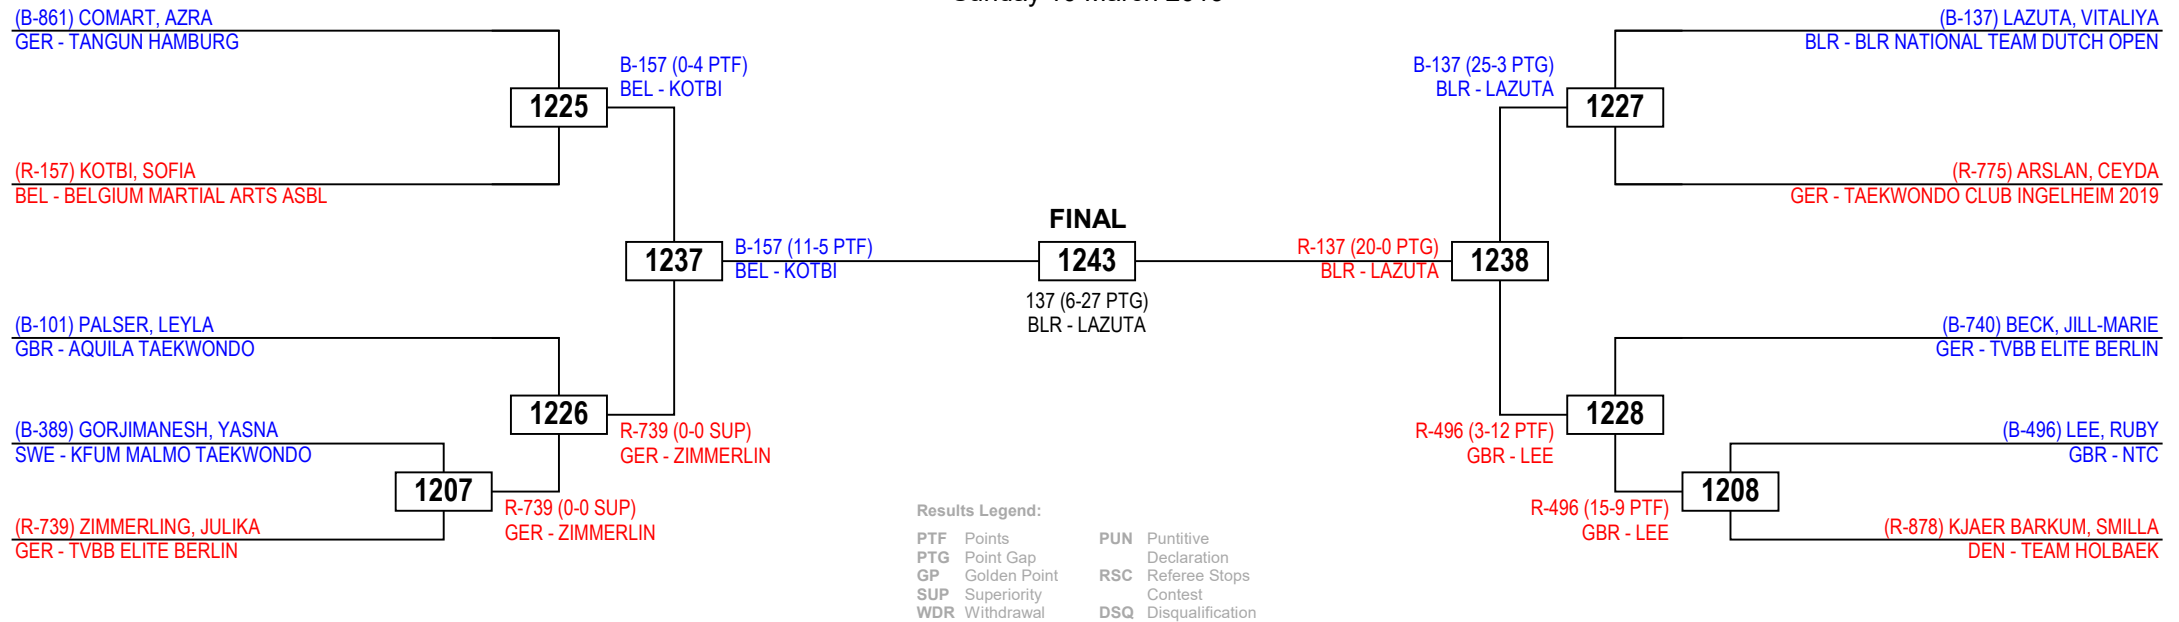 (B-861) COMART, AZRA
GER - TANGUN HAMBURG
B-157 (0-4 PTF)
BEL - KOTBI
1225
(R-157) KOTBI, SOFIA
BEL - BELGIUM MARTIAL ARTS ASBL
1237
B-157 (11-5 PTF)
BEL - KOTBI
(B-101) PALSER, LEYLA
GBR - AQUILA TAEKWONDO
1226
R-739 (0-0 SUP)
GER - ZIMMERLIN
(B-389) GORJIMANESH, YASNA
SWE - KFUM MALMO TAEKWONDO
1207
R-739 (0-0 SUP)
GER - ZIMMERLIN
(R-739) ZIMMERLING, JULIKA
GER - TVBB ELITE BERLIN
FINAL
1243
137 (6-27 PTG)
BLR - LAZUTA
(B-137) LAZUTA, VITALIYA
BLR - BLR NATIONAL TEAM DUTCH OPEN
B-137 (25-3 PTG)
BLR - LAZUTA
1227
(R-775) ARSLAN, CEYDA
GER - TAEKWONDO CLUB INGELHEIM 2019
R-137 (20-0 PTG)
BLR - LAZUTA
1238
(B-740) BECK, JILL-MARIE
GER - TVBB ELITE BERLIN
1228
R-496 (3-12 PTF)
GBR - LEE
(B-496) LEE, RUBY
GBR - NTC
1208
R-496 (15-9 PTF)
GBR - LEE
(R-878) KJAER BARKUM, SMILLA
DEN - TEAM HOLBAEK
Results Legend:
PTF Points
PTG Point Gap
GP Golden Point
SUP Superiority
WDR Withdrawal
PUN Puntitive
Declaration
RSC Referee Stops
Contest
DSQ Disqualification